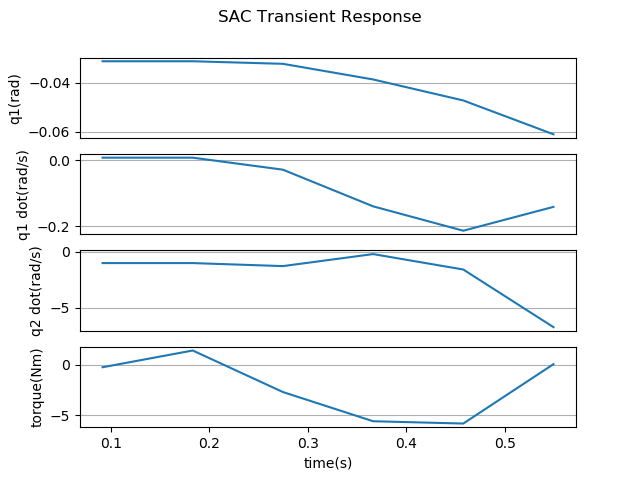 SAC Transient Response
−0.04
−0.06
q1(rad)
0.0
−0.2
q1 dot(rad/s)
0
−5
q2 dot(rad/s)
0
−5
torque(Nm)
0.1 0.2 0.3 0.4 0.5
time(s)